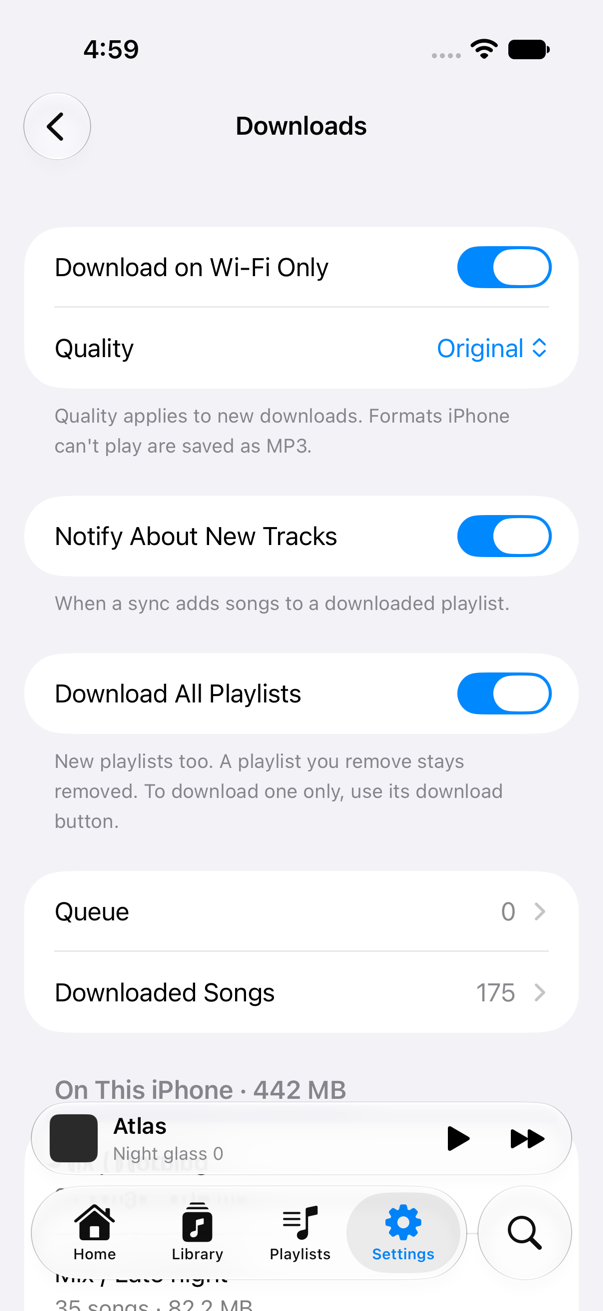 4:59
Downloads
Download on Wi-Fi Only
Quality
Original
Quality applies to new downloads. Formats iPhone
can't play are saved as MP3.
Notify About New Tracks
When a sync adds songs to a downloaded playlist.
Download All Playlists
New playlists too. A playlist you remove stays
removed. To download one only, use its download
button.
Queue
0
Downloaded Songs
175
On This iPhone · 442 MB
Atlas
Night glass 0
Home
Library
Playlists
Settings
Mix / Late night
35 songs · 82.2 MB